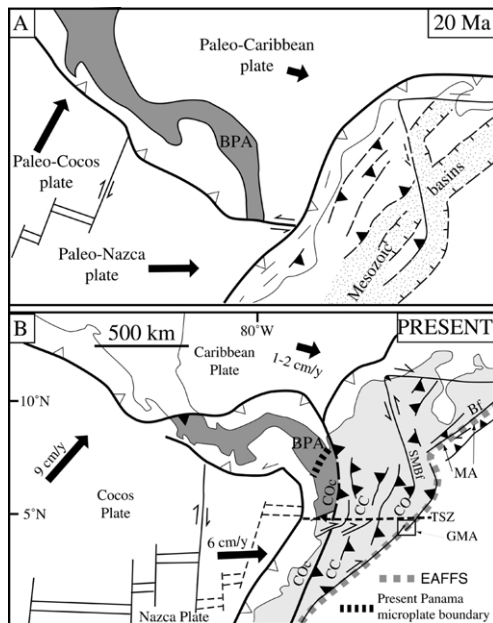 A
20 Ma
Paleo-Caribbean
plate
BPA
Paleo-Cocos
plate
Paleo-Nazca
plate
Mesozoic
basins
B
500 km
80°W
PRESENT
Caribbean
Plate
1-2 cm/y
10°N
BPA
Bf
9 cm/y
COc
CC
SMBf
CO
MA
Cocos
Plate
5°N
TSZ
6 cm/y
GMA
COc
CC
EAFFS
Present Panama
microplate boundary
Nazca Plate